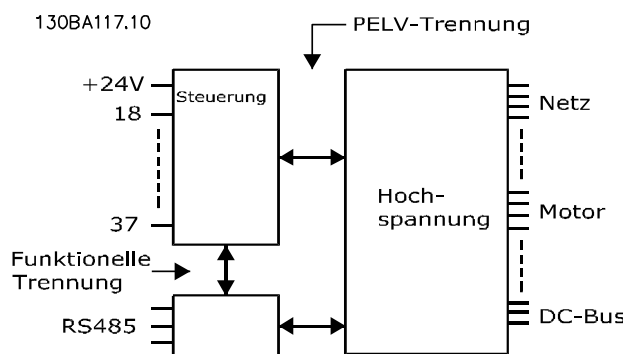 130BA117.10
PELV-Trennung
+24V
Steuerung
18
Netz
Hoch-
spannung
37
Motor
Funktionelle
Trennung
RS485
DC-Bus